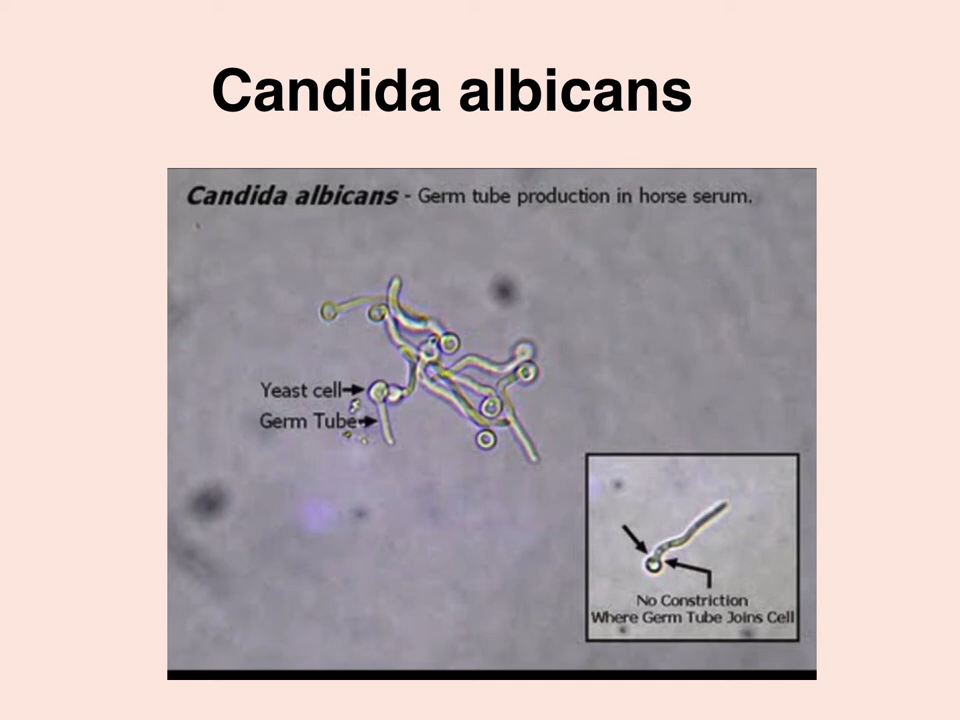 Candida albicans
Candida albicans - Germ tube production in horse serum.
Yeast cell
Germ Tube
No Constriction
Where Germ Tube Joins Cell